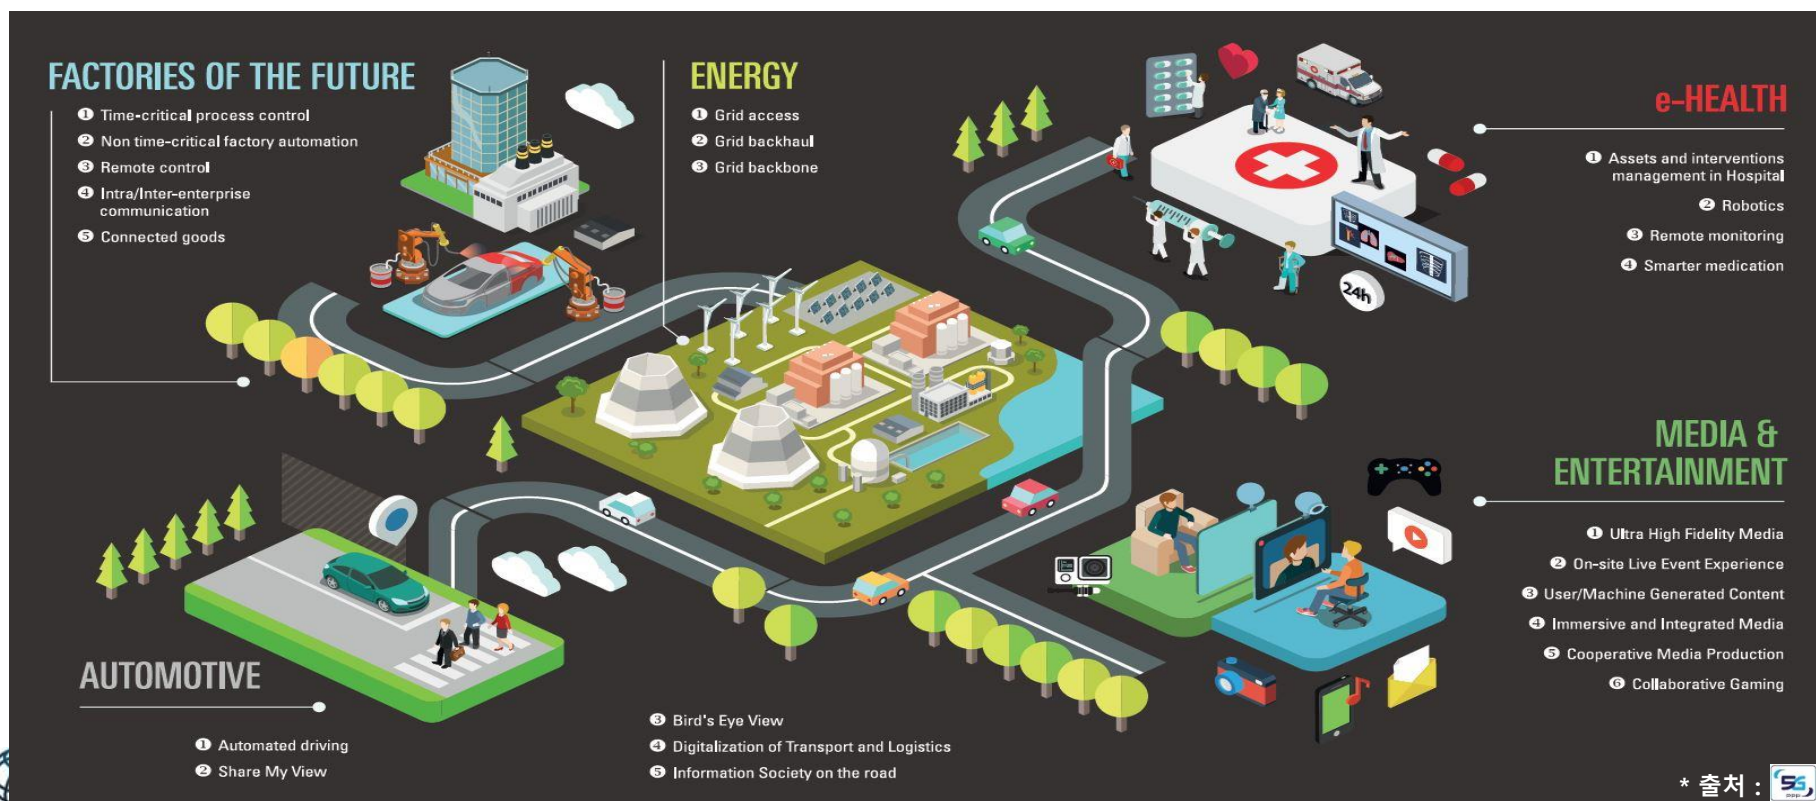 FACTORIES OF THE FUTURE
❶ Time-critical process control
❷ Non time-critical factory automation
❸ Remote control
❹ Intra/Inter-enterprise
communication
❺ Connected goods
ENERGY
❶ Grid access
❷ Grid backhaul
❸ Grid backbone
e-HEALTH
❶ Assets and interventions
management in Hospital
❷ Robotics
❸ Remote monitoring
❹ Smarter medication
24h
MEDIA &
ENTERTAINMENT
❶ Ultra High Fidelity Media
❷ On-site Live Event Experience
❸ User/Machine Generated Content
❹ Immersive and Integrated Media
❺ Cooperative Media Production
❻ Collaborative Gaming
AUTOMOTIVE
❶ Automated driving
❷ Share My View
❸ Bird's Eye View
❹ Digitalization of Transport and Logistics
❺ Information Society on the road
* 출처 : 5G